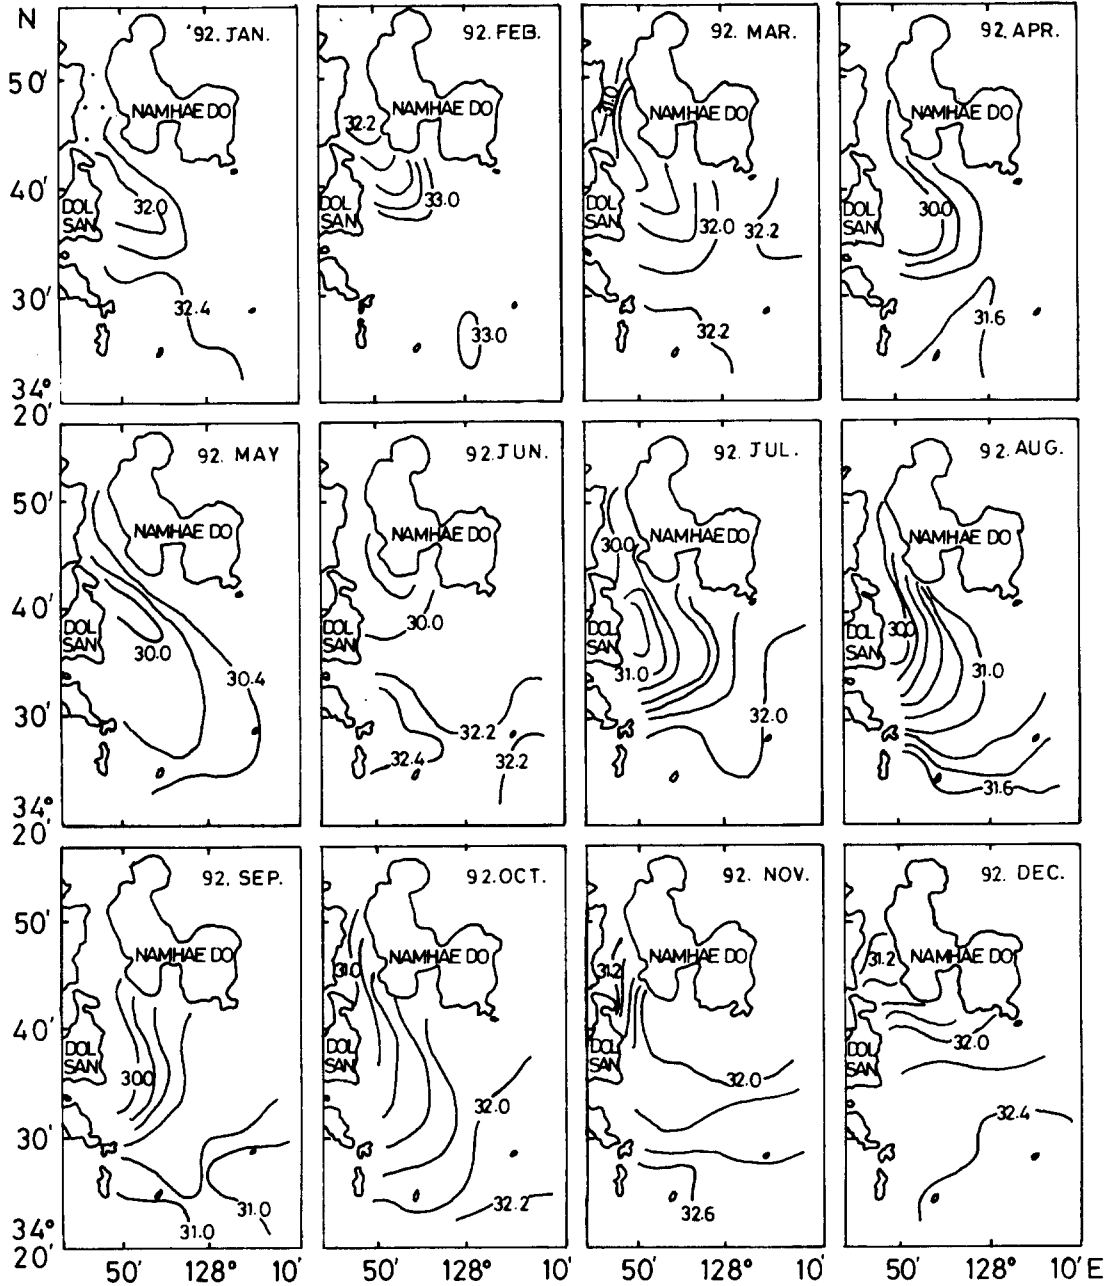 N
'92. JAN.
92. FEB.
92. MAR.
92. APR.
50'
NAMHAE DO
NAMHAE DO
NAMHAE DO
NAMHAE DO
32.2
31.0
40'
DOL
SAN
32.0
DOL
SAN
33.0
32.0
32.2
DOL
SAN
30.0
30'
32.4
33.0
32.2
31.6
34°
20'
92. MAY
92. JUN.
92. JUL.
92. AUG.
50'
NAMHAE DO
NAMHAE DO
NAMHAE DO
NAMHAE DO
30.0
40'
DOL
SAN
30.0
30.4
DOL
SAN
30.0
DOL
SAN
31.0
DOL
SAN
30.0
31.0
30'
32.2
32.4
32.2
32.0
31.6
34°
20'
92. SEP.
92. OCT.
92. NOV.
92. DEC.
50'
NAMHAE DO
NAMHAE DO
NAMHAE DO
NAMHAE DO
31.0
31.2
31.2
40'
DOL
SAN
300
DOL
SAN
32.0
DOL
SAN
32.0
DOL
SAN
32.0
30'
32.4
31.0
31.0
32.2
32.6
34°
20'
50' 128° 10' 50' 128° 10' 50' 128° 10' 50' 128° 10' E